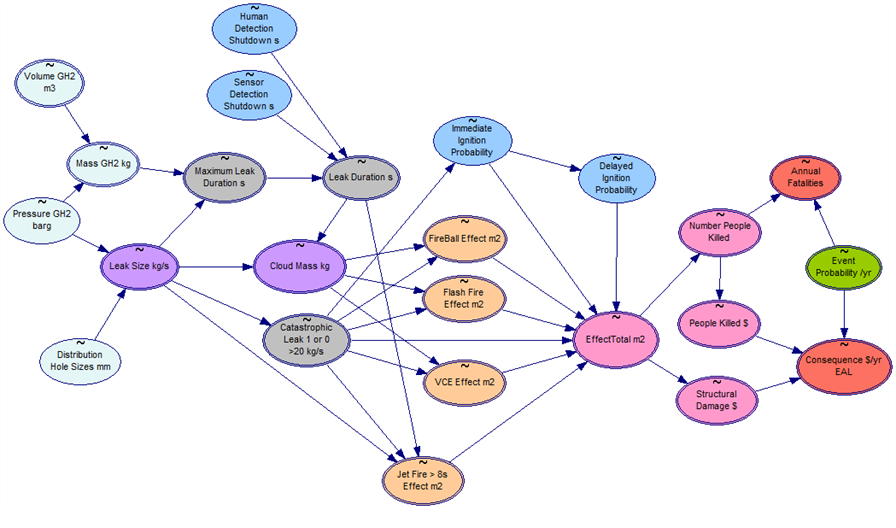 ~
Human
Detection
Shutdown s
~
Volume GH2
m3
~
Sensor
Detection
Shutdown s
~
Immediate
Ignition
Probability
~
Mass GH2 kg
~
Maximum Leak
Duration s
~
Leak Duration s
~
Delayed
Ignition
Probability
~
Annual
Fatalities
~
Pressure GH2
barg
~
Number People
Killed
~
FireBall Effect m2
~
Leak Size kg/s
~
Cloud Mass kg
~
Event
Probability /yr
~
Flash Fire
Effect m2
~
Catastrophic
Leak 1 or 0
>20 kg/s
~
EffectTotal m2
~
People Killed $
~
Distribution
Hole Sizes mm
~
Consequence $/yr
EAL
~
VCE Effect m2
~
Structural
Damage $
~
Jet Fire > 8s
Effect m2